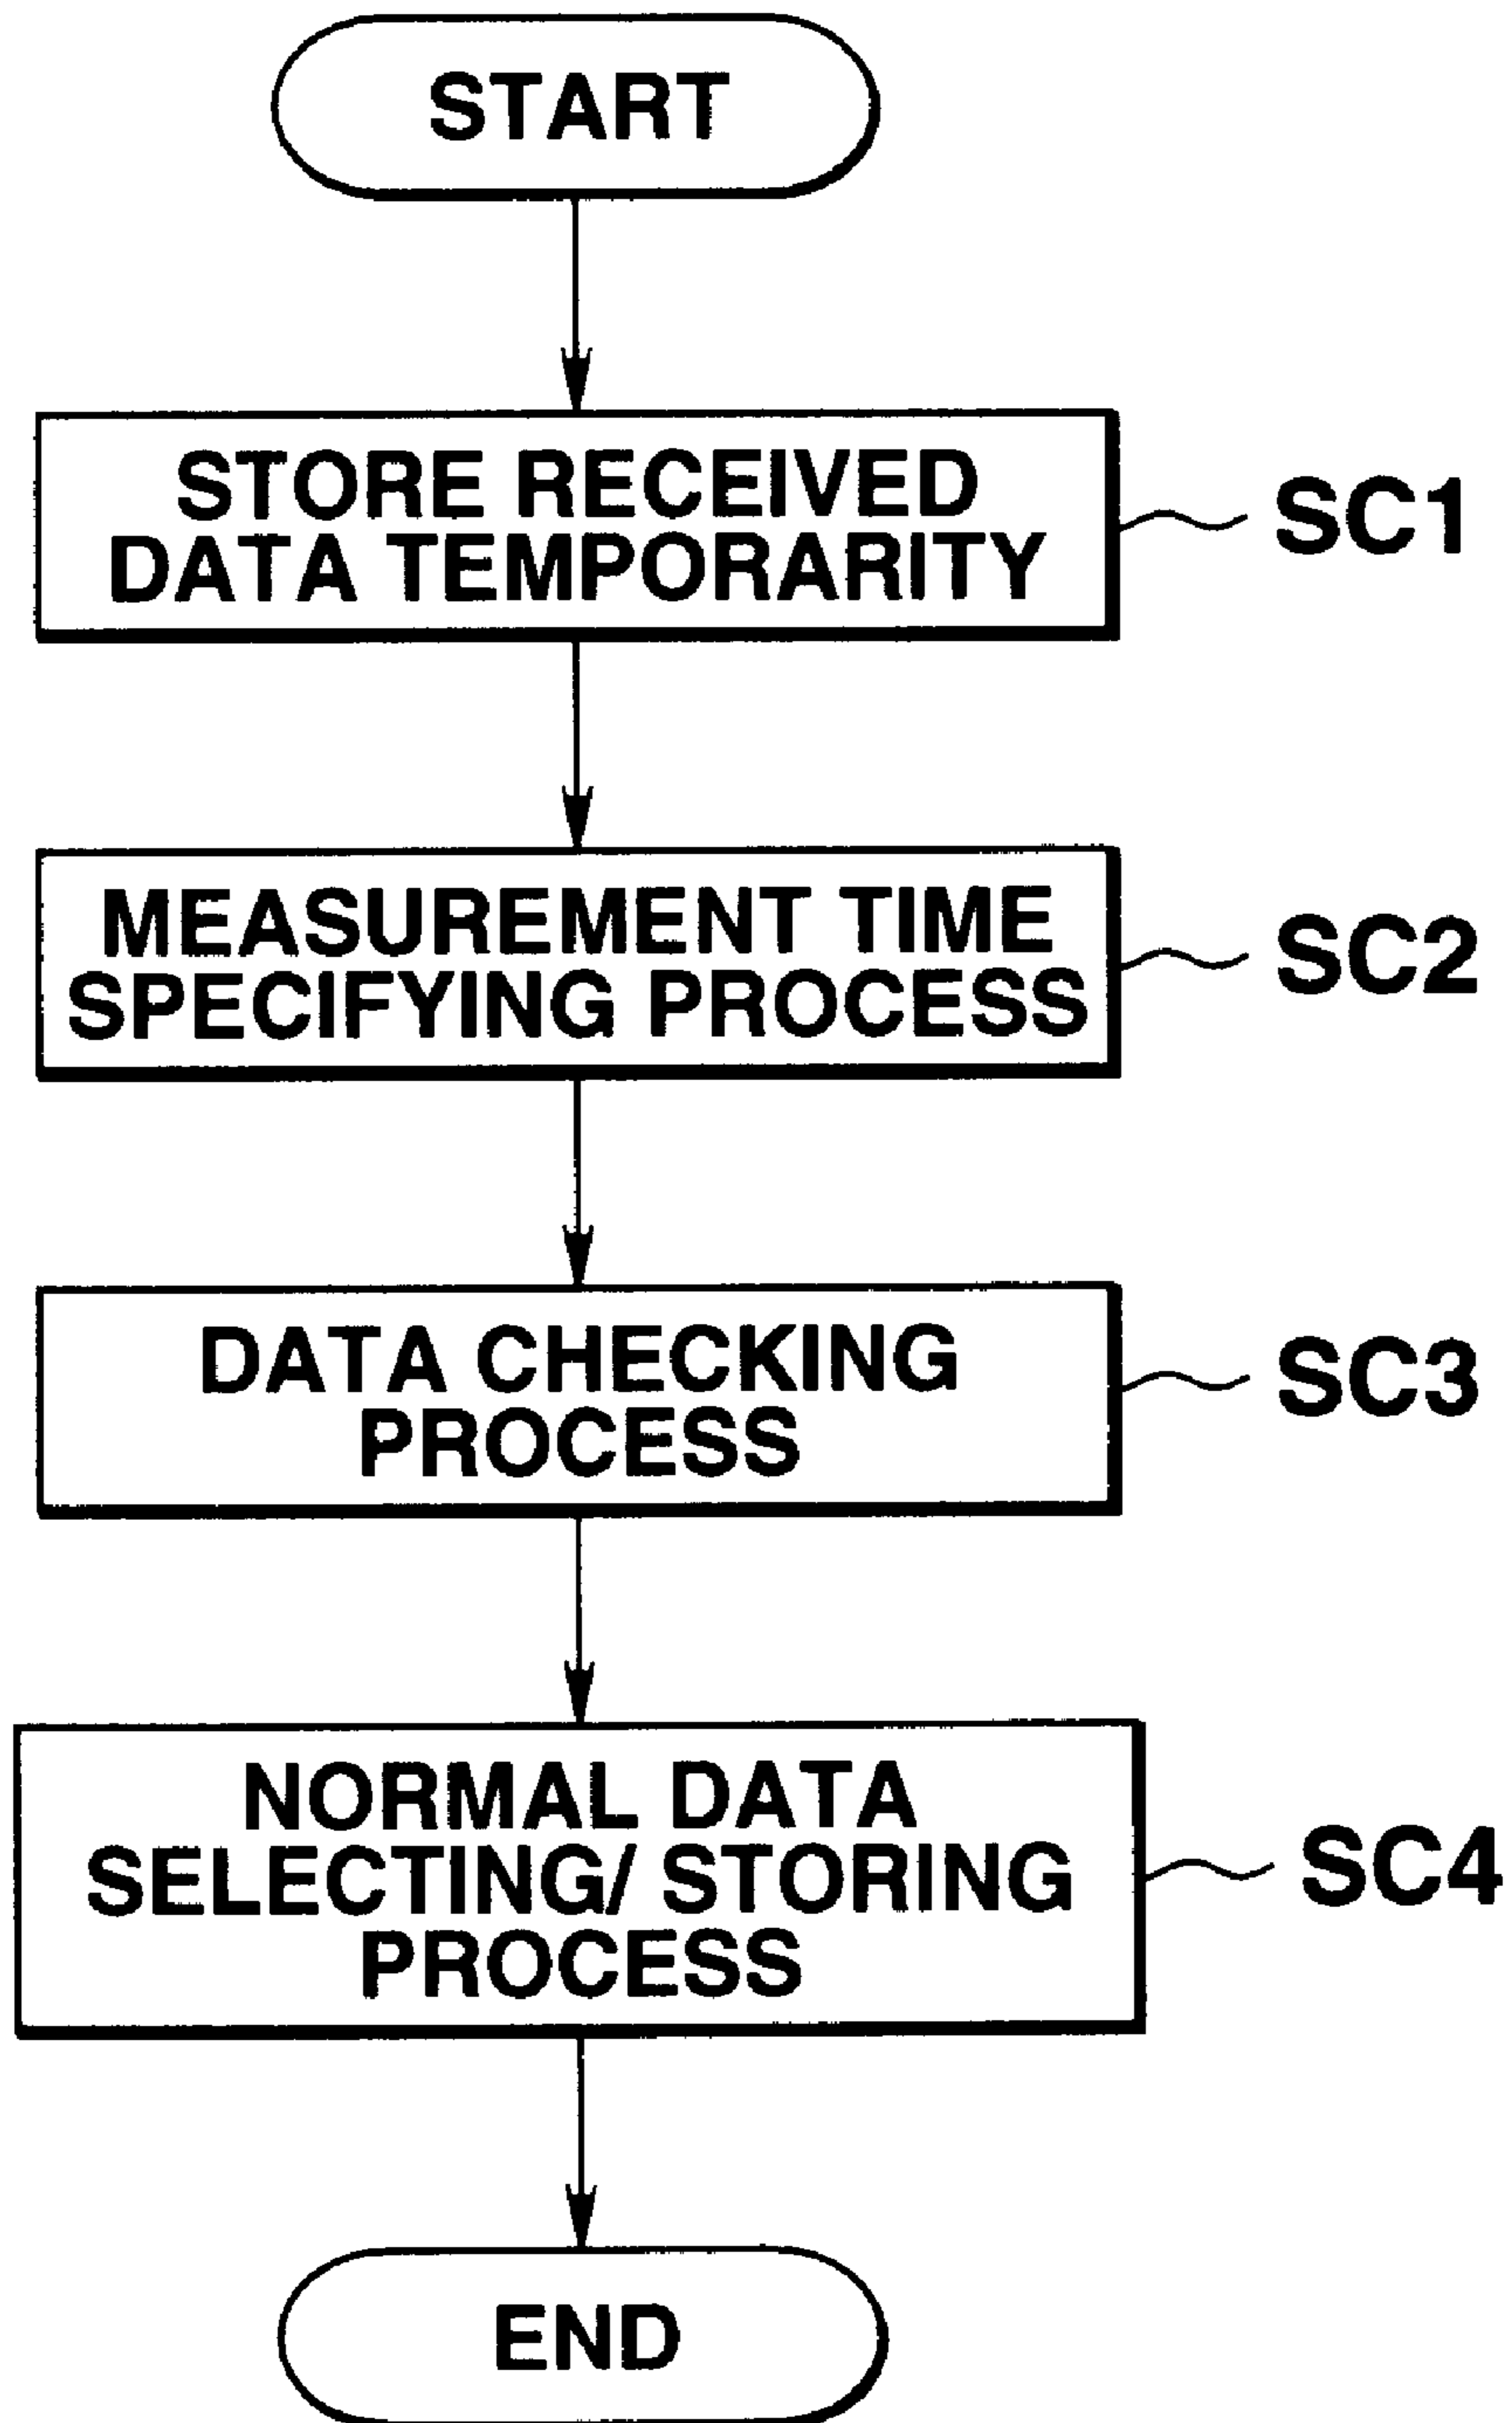 START
STORE RECEIVED
DATA TEMPORARITY
SC1
MEASUREMENT TIME
SPECIFYING PROCESS
SC2
DATA CHECKING
PROCESS
SC3
NORMAL DATA
SELECTING/ STORING
PROCESS
SC4
END